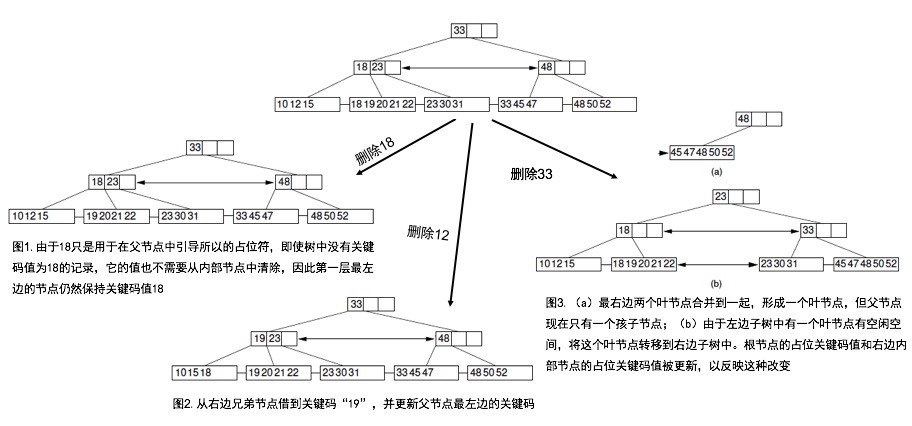 33
18 23
48
10 12 15
18 19 20 21 22
23 30 31
33 45 47
48 50 52
删除18
删除12
删除33
33
18 23
48
10 12 15
19 20 21 22
23 30 31
33 45 47
48 50 52
图1. 由于18只是用于在父节点中引导所以的占位符，即使树中没有关键
码值为18的记录，它的值也不需要从内部节点中清除，因此第一层最左
边的节点仍然保持关键码值18
33
19 23
48
10 15 18
19 20 21 22
23 30 31
33 45 47
48 50 52
图2. 从右边兄弟节点借到关键码“19”，并更新父节点最左边的关键码
48
45 47 48 50 52
(a)
23
18
33
10 12 15
18 19 20 21 22
23 30 31
45 47 48 50 52
(b)
图3. （a）最右边两个叶节点合并到一起，形成一个叶节点，但父节点
现在只有一个孩子节点；（b）由于左边子树中有一个叶节点有空闲空
间，将这个叶节点转移到右边子树中。根节点的占位关键码值和右边内
部节点的占位关键码值被更新，以反映这种改变